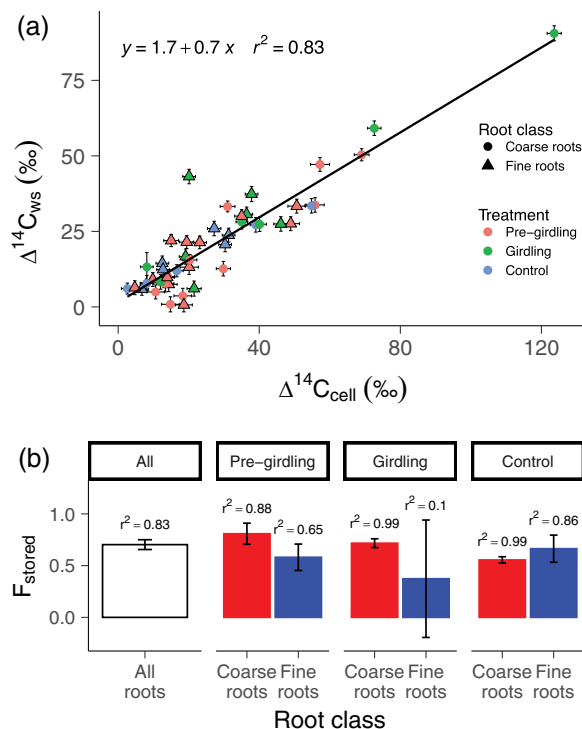 (a)
y = 1.7 + 0.7 x r² = 0.83
75
50
25
0
Δ¹⁴C_ws (‰)
0 40 80 120
Δ¹⁴C_cell (‰)
Root class
Coarse roots
Fine roots
Treatment
Pre−girdling
Girdling
Control
(b)
All Pre−girdling Girdling Control
1.0
0.5
0.0
F_stored
r² = 0.83
r² = 0.88
r² = 0.65
r² = 0.99
r² = 0.1
r² = 0.99
r² = 0.86
All Coarse Fine Coarse Fine Coarse Fine
roots roots roots roots roots roots roots
Root class